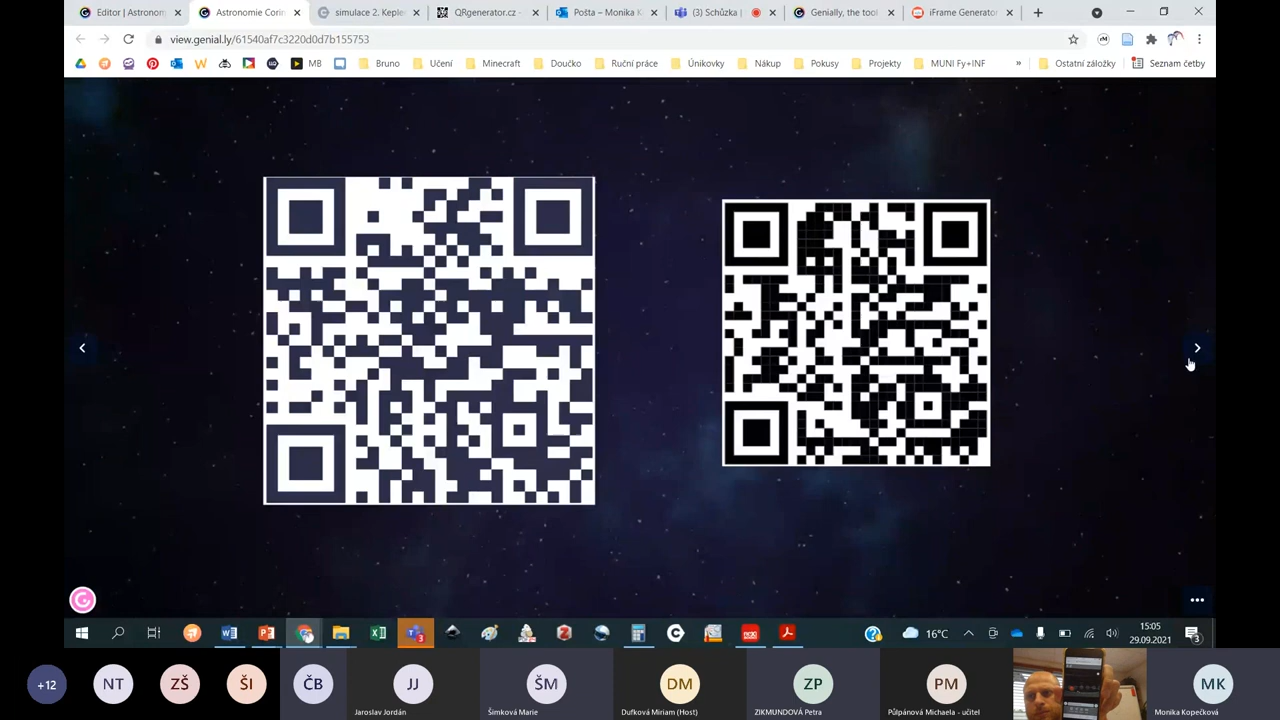 Editor | Astronom
Astronomie Corin
simulace 2. Keple
QRgenerator.cz -
Pošta – Monika K
(3) Schůzka |
Genially, the tool
iFrame Generator
view.genial.ly/61540af7c3220d0d7b155753
MB
Bruno
Učení
Minecraft
Doučko
Ruční práce
Únikovky
Nákup
Pokusy
Projekty
MUNI Fy+INF
»
Ostatní záložky
Seznam četby
16°C
15:05
29.09.2021
3
3
+12
NT
ZŠ
ŠI
ČB
JJ
ŠM
DM
ZP
PM
MK
Jaroslav Jordán
Šimková Marie
Dufková Miriam (Host)
ZIKMUNDOVÁ Petra
Půlpánová Michaela - učitel
Monika Kopečková